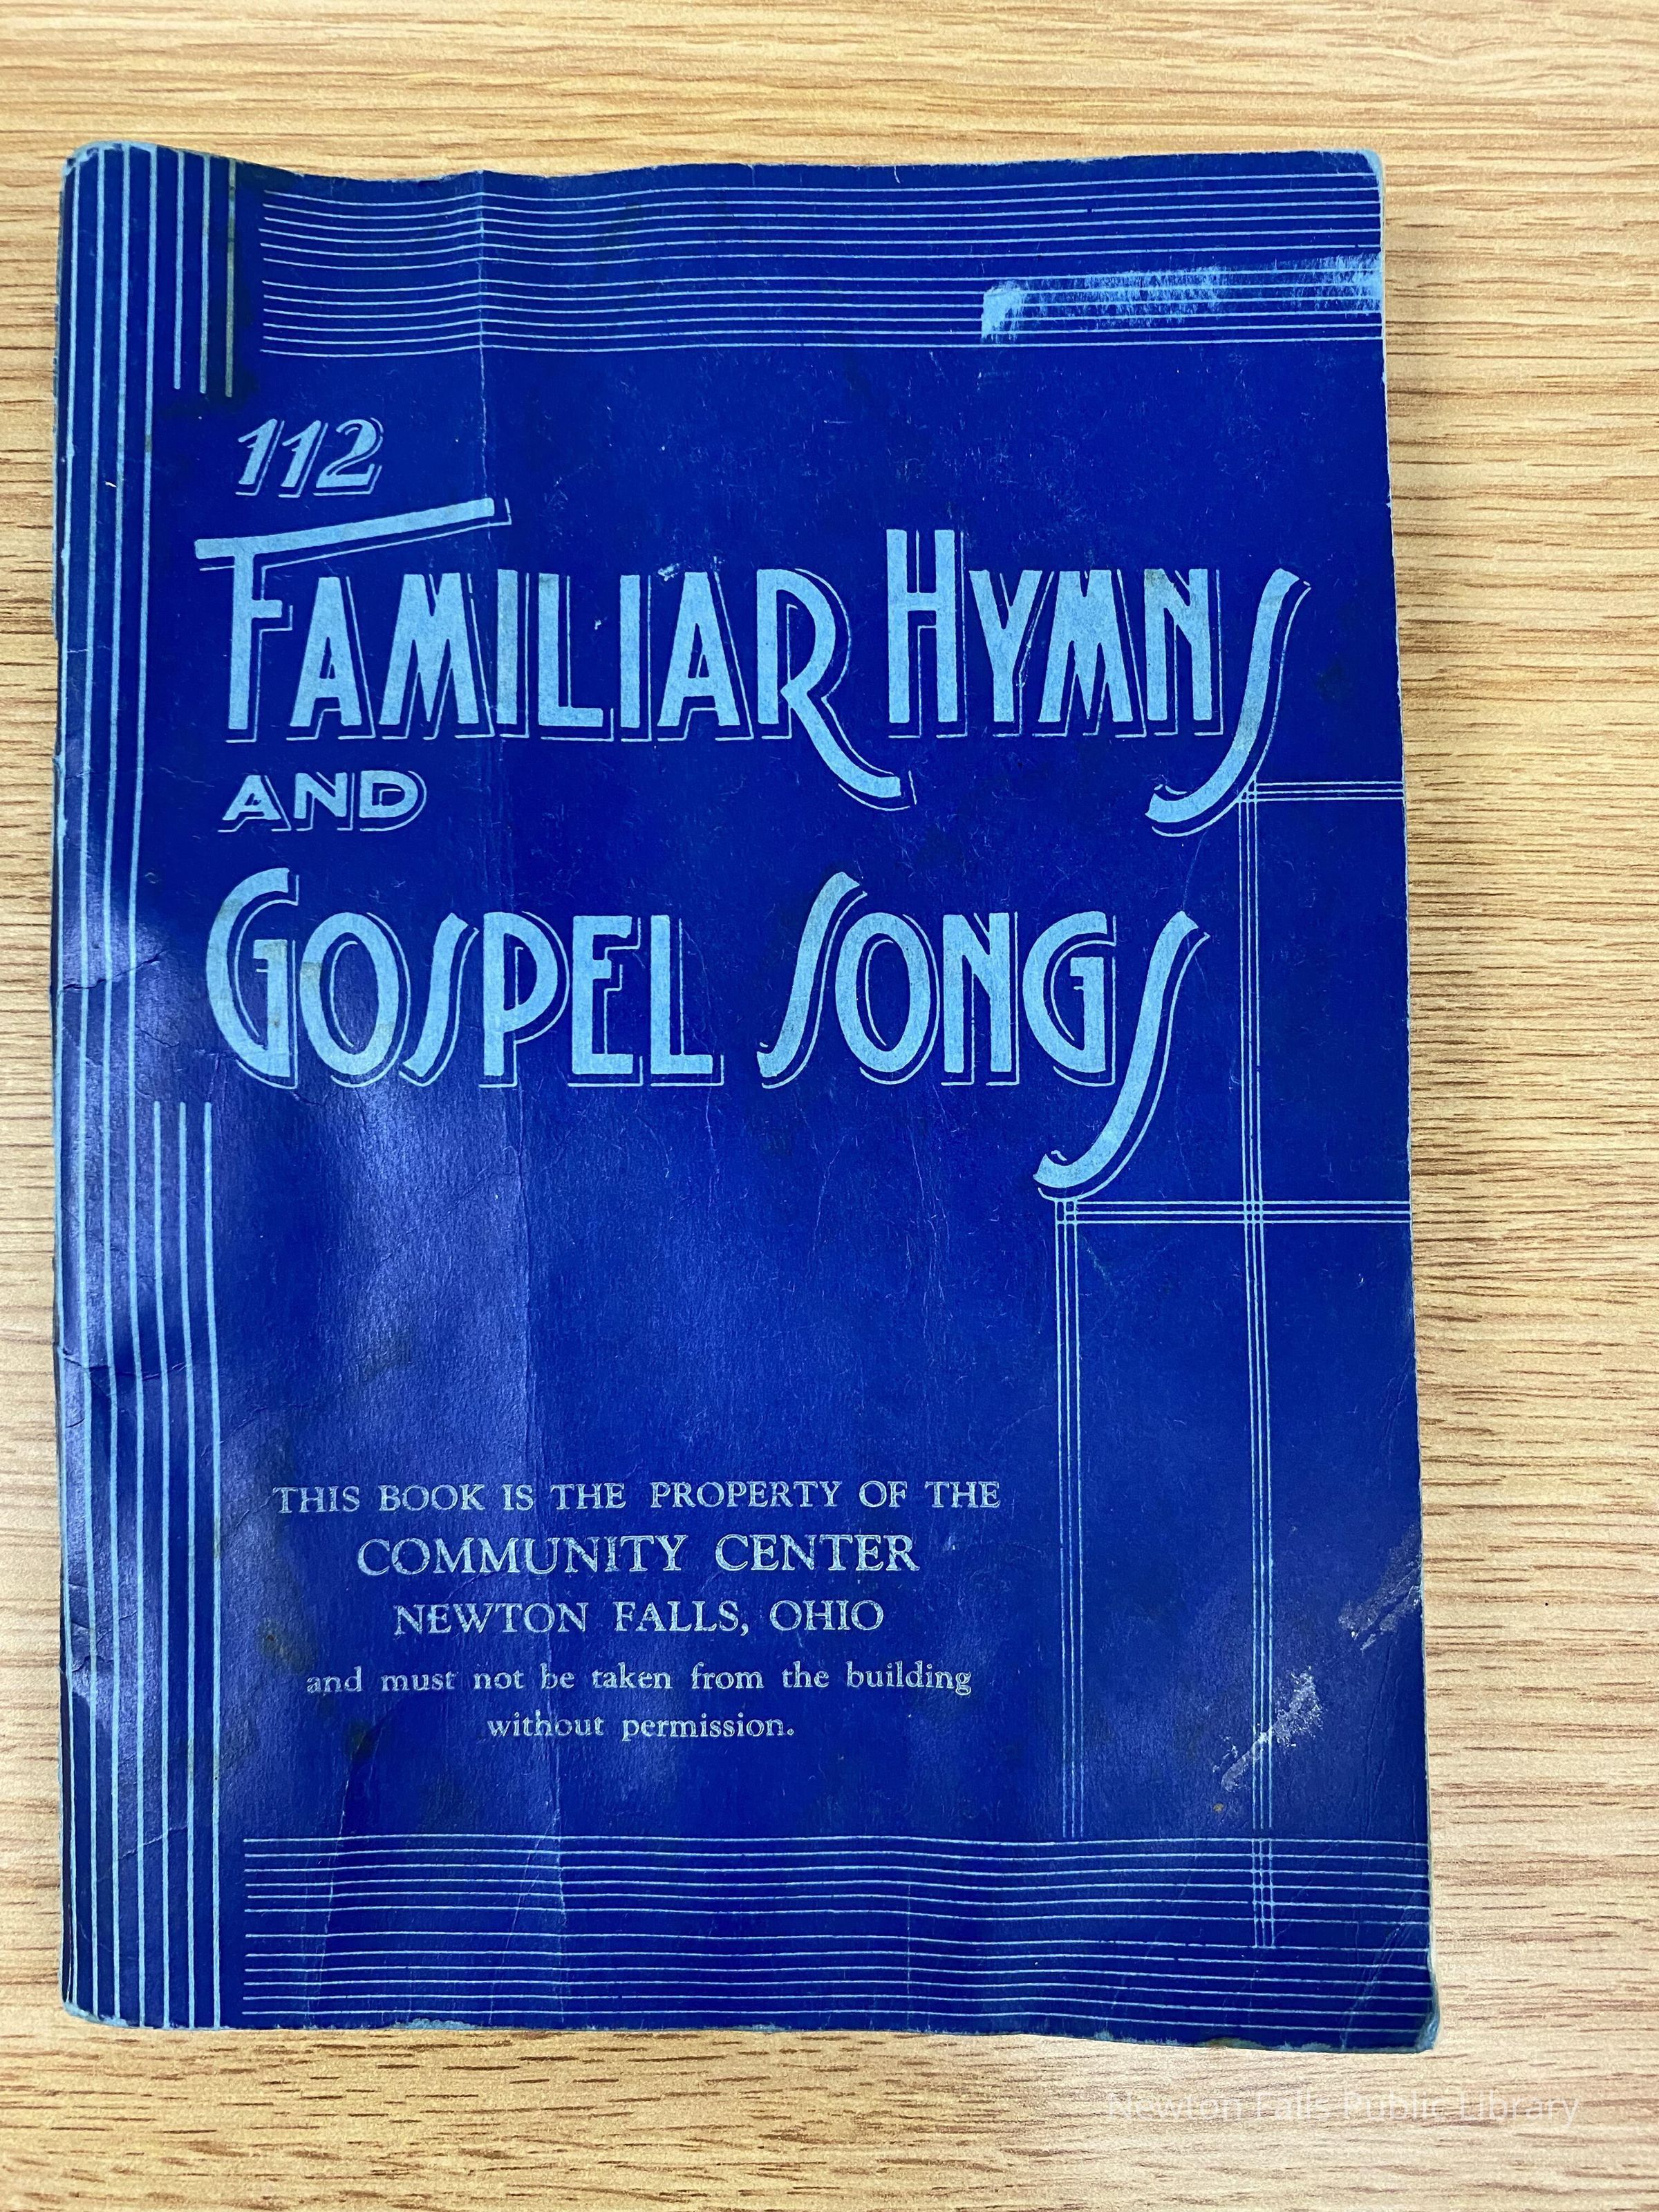 112
FAMILIAR HYMNS
AND
GOSPEL SONGS
THIS BOOK IS THE PROPERTY OF THE
COMMUNITY CENTER
NEWTON FALLS, OHIO
and must not be taken from the building
without permission.
Newton Falls Public Library